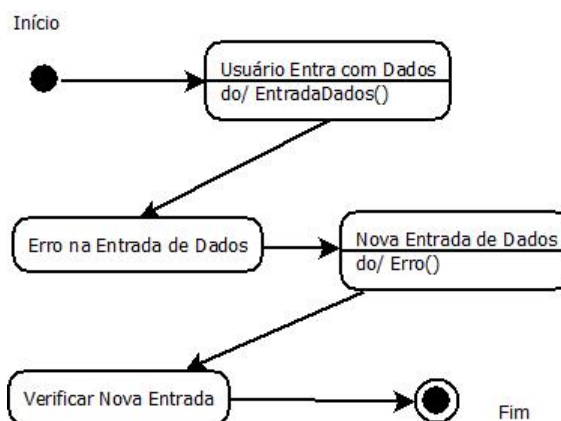 Início
Usuário Entra com Dados
do/ EntradaDados()
Erro na Entrada de Dados
Nova Entrada de Dados
do/ Erro()
Verificar Nova Entrada
Fim